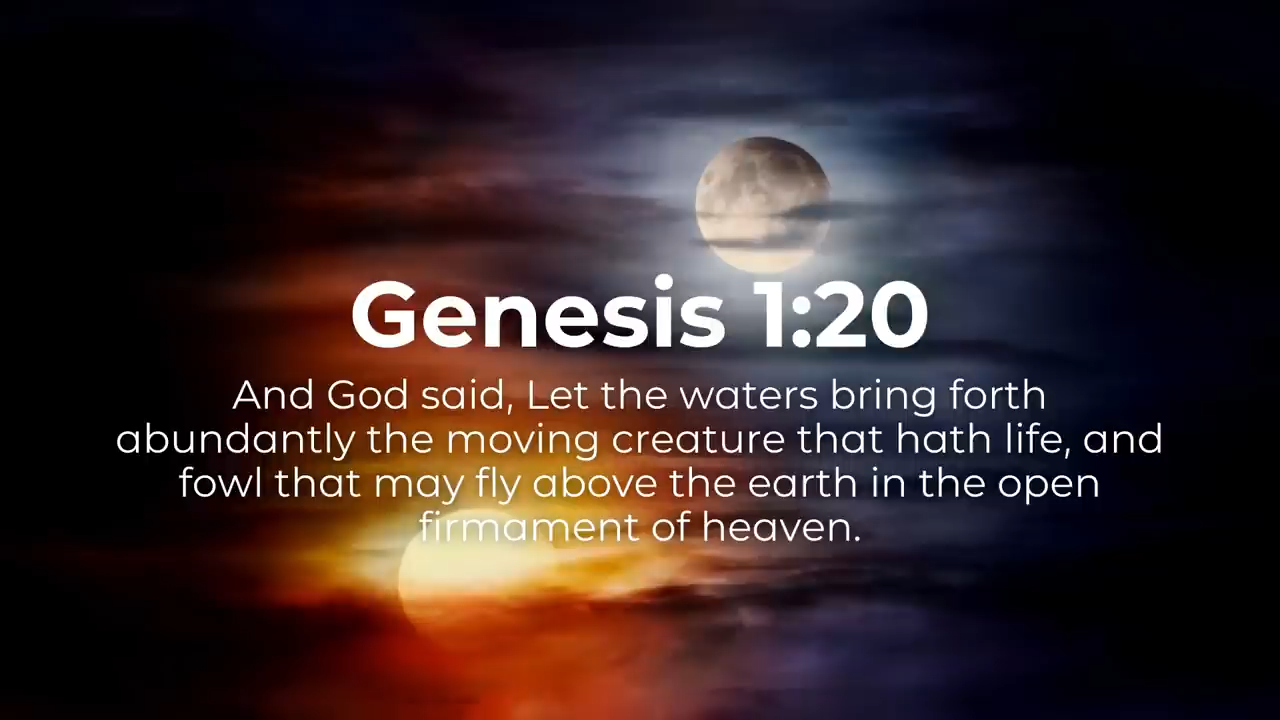 Genesis 1:20
And God said, Let the waters bring forth
abundantly the moving creature that hath life, and
fowl that may fly above the earth in the open
firmament of heaven.